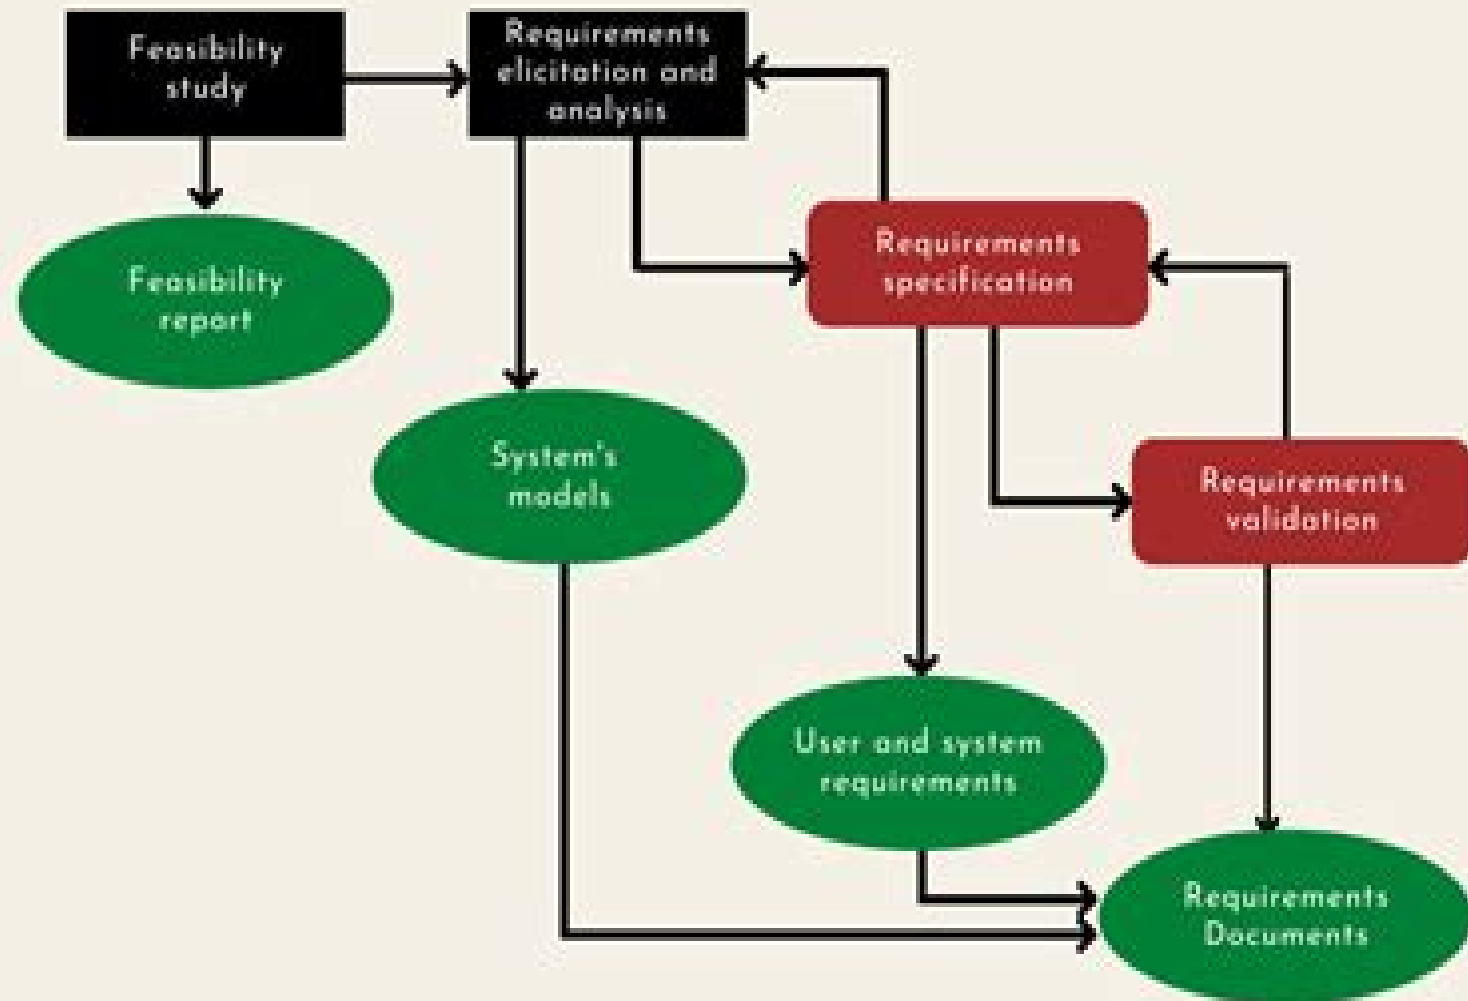 Feasibility
study
Requirements
elicitation and
analysis
Requirements
specification
Feasibility
report
System's
models
Requirements
validation
User and system
requirements
Requirements
Documents